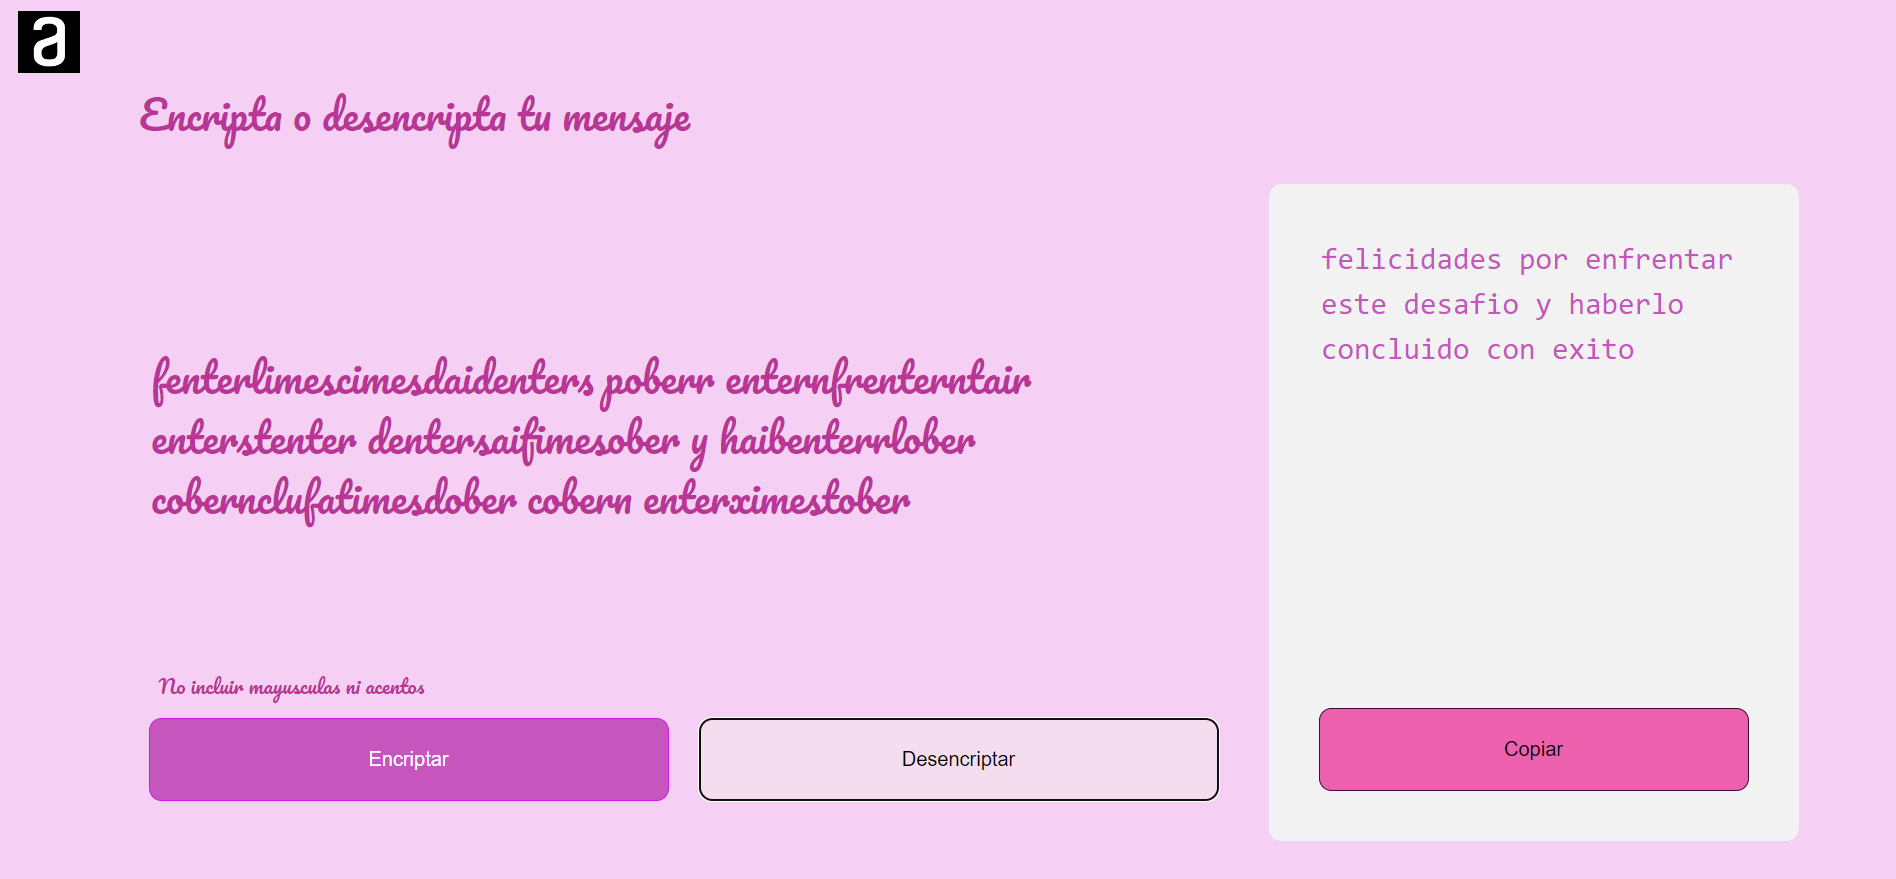 a
Encripta o desencripta tu mensaje
fenterlimescimesdaidenters poberr enternfrenterntair
enterstenter dentersaifimesober y haibenterrlober
cobernclufatimesdober cobern enterximestober
No incluir mayusculas ni acentos
Encriptar
Desencriptar
felicidades por enfrentar
este desafio y haberlo
concluido con exito
Copiar